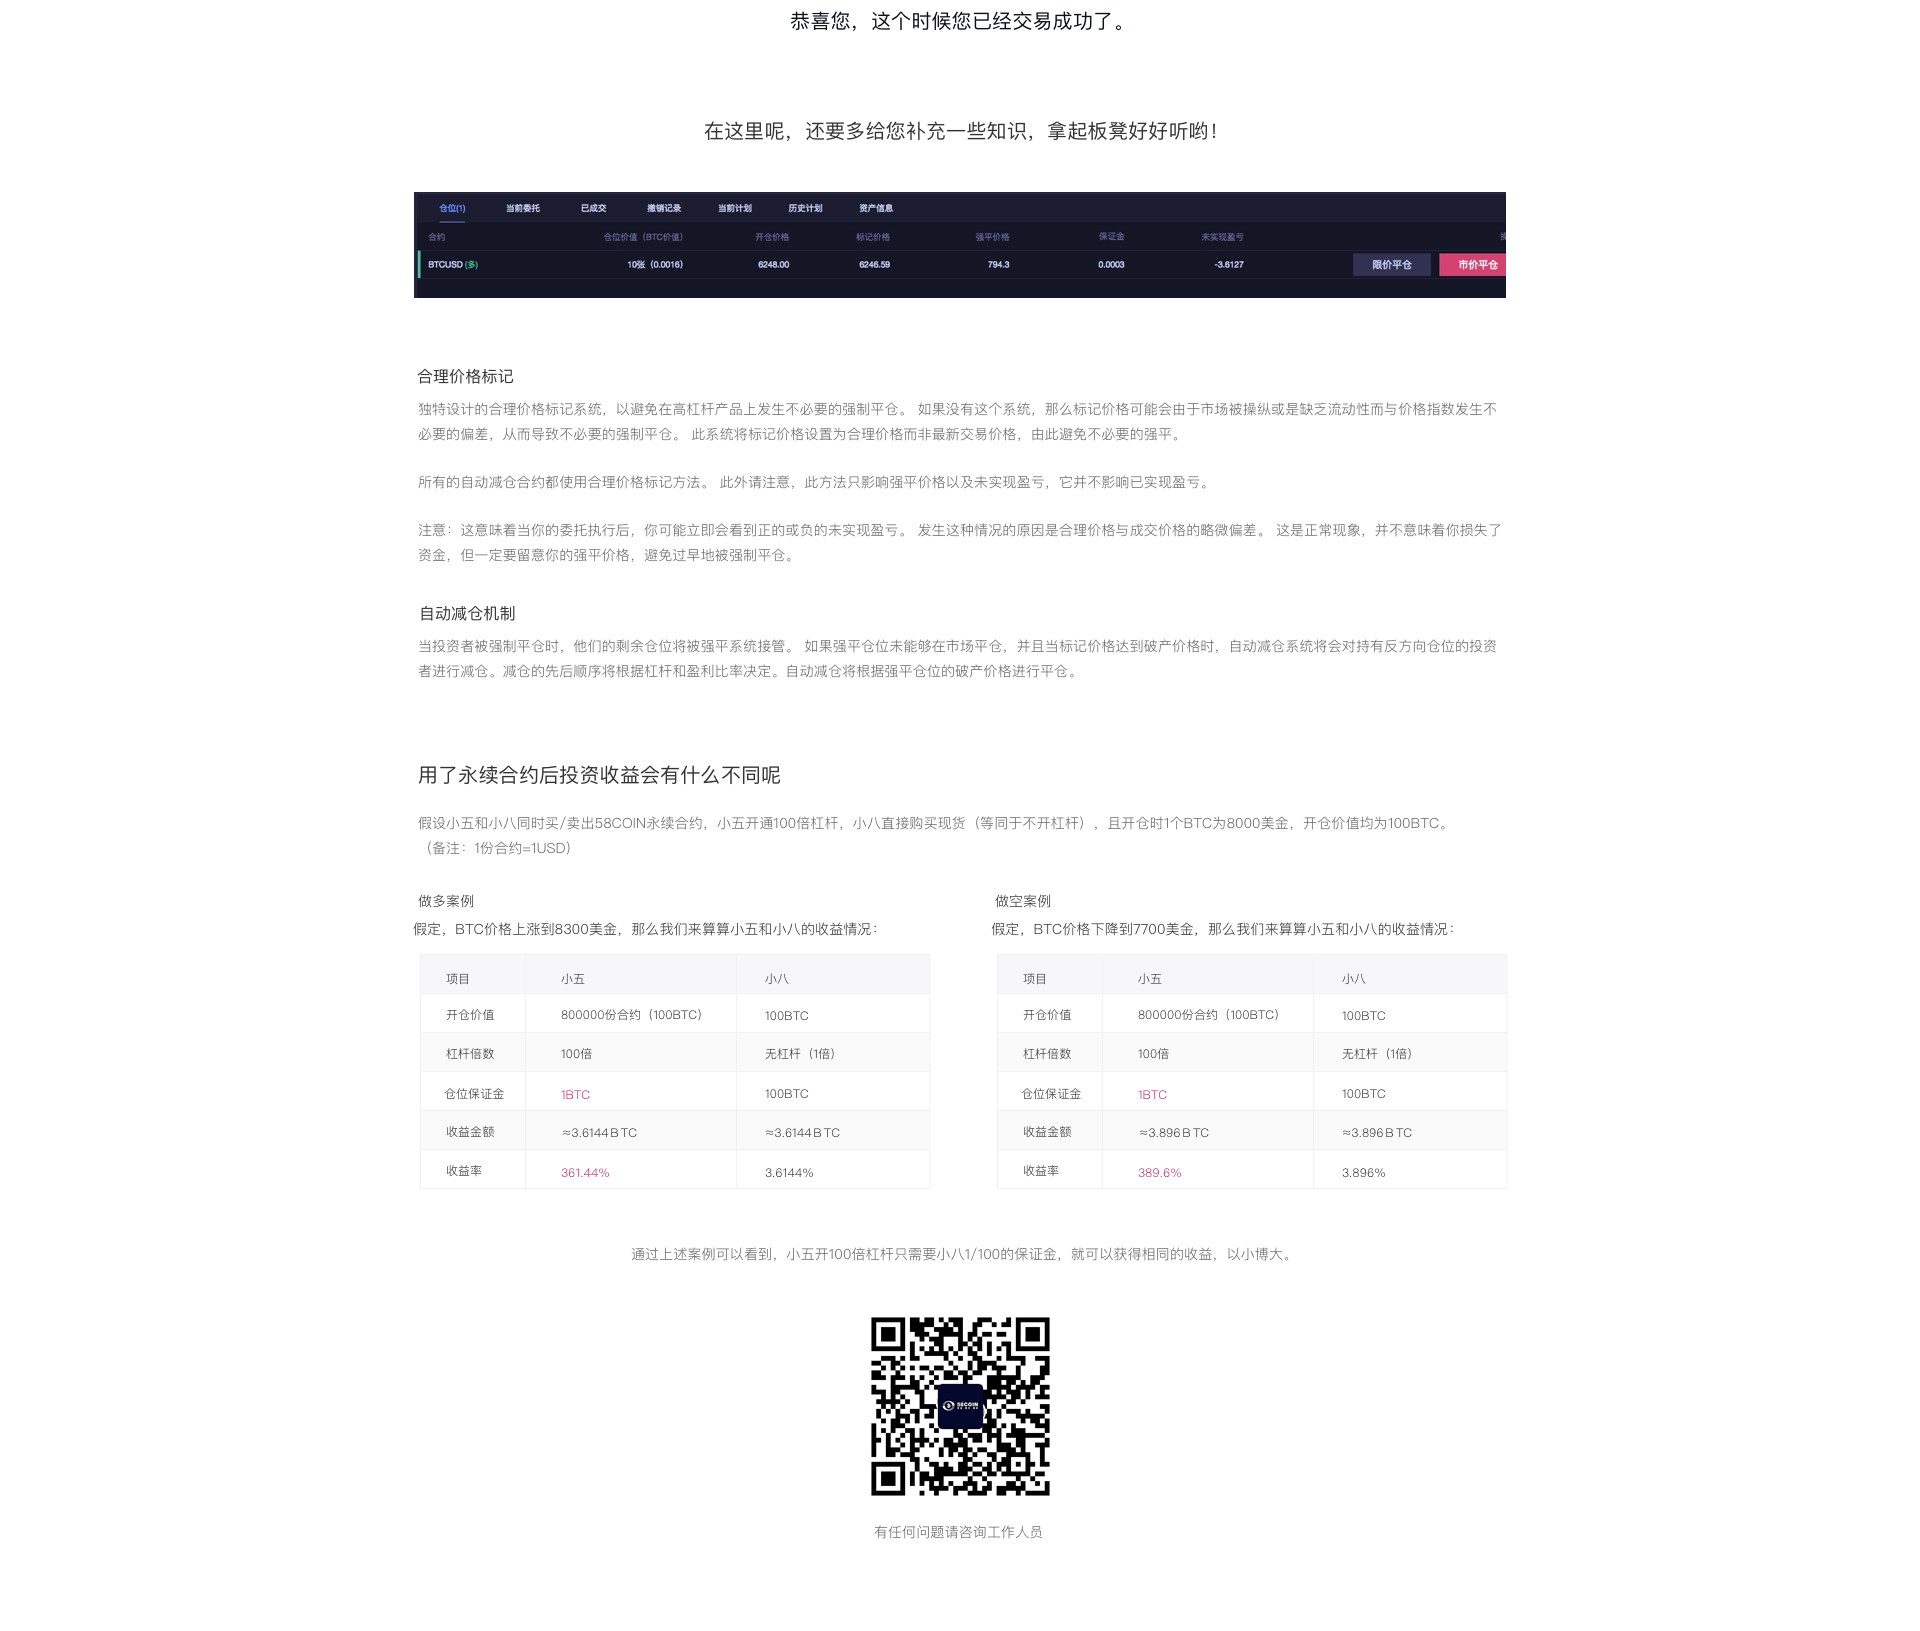 恭喜您，这个时候您已经交易成功了。
在这里呢，还要多给您补充一些知识，拿起板凳好好听哟！
仓位(1) 当前委托 已成交 撤销记录 当前计划 历史计划 资产信息
合约 仓位价值（BTC价值） 开仓价格 标记价格 强平价格 保证金 未实现盈亏
BTCUSD (多) 10张（0.0016） 6248.00 6246.59 794.3 0.0003 -3.6127 限价平仓 市价平仓
合理价格标记
独特设计的合理价格标记系统，以避免在高杠杆产品上发生不必要的强制平仓。 如果没有这个系统，那么标记价格可能会由于市场被操纵或是缺乏流动性而与价格指数发生不
必要的偏差，从而导致不必要的强制平仓。 此系统将标记价格设置为合理价格而非最新交易价格，由此避免不必要的强平。
所有的自动减仓合约都使用合理价格标记方法。 此外请注意，此方法只影响强平价格以及未实现盈亏，它并不影响已实现盈亏。
注意：这意味着当你的委托执行后，你可能立即会看到正的或负的未实现盈亏。 发生这种情况的原因是合理价格与成交价格的略微偏差。 这是正常现象，并不意味着你损失了
资金，但一定要留意你的强平价格，避免过早地被强制平仓。
自动减仓机制
当投资者被强制平仓时，他们的剩余仓位将被强平系统接管。 如果强平仓位未能够在市场平仓，并且当标记价格达到破产价格时，自动减仓系统将会对持有反方向仓位的投资
者进行减仓。减仓的先后顺序将根据杠杆和盈利比率决定。自动减仓将根据强平仓位的破产价格进行平仓。
用了永续合约后投资收益会有什么不同呢
假设小五和小八同时买/卖出58COIN永续合约，小五开通100倍杠杆，小八直接购买现货（等同于不开杠杆），且开仓时1个BTC为8000美金，开仓价值均为100BTC。
（备注：1份合约=1USD）
做多案例
假定，BTC价格上涨到8300美金，那么我们来算算小五和小八的收益情况：
项目 小五 小八
开仓价值 800000份合约（100BTC） 100BTC
杠杆倍数 100倍 无杠杆（1倍）
仓位保证金 1BTC 100BTC
收益金额 ≈3.6144BTC ≈3.6144BTC
收益率 361.44% 3.6144%
做空案例
假定，BTC价格下降到7700美金，那么我们来算算小五和小八的收益情况：
项目 小五 小八
开仓价值 800000份合约（100BTC） 100BTC
杠杆倍数 100倍 无杠杆（1倍）
仓位保证金 1BTC 100BTC
收益金额 ≈3.896BTC ≈3.896BTC
收益率 389.6% 3.896%
通过上述案例可以看到，小五开100倍杠杆只需要小八1/100的保证金，就可以获得相同的收益，以小博大。
58COIN
有任何问题请咨询工作人员